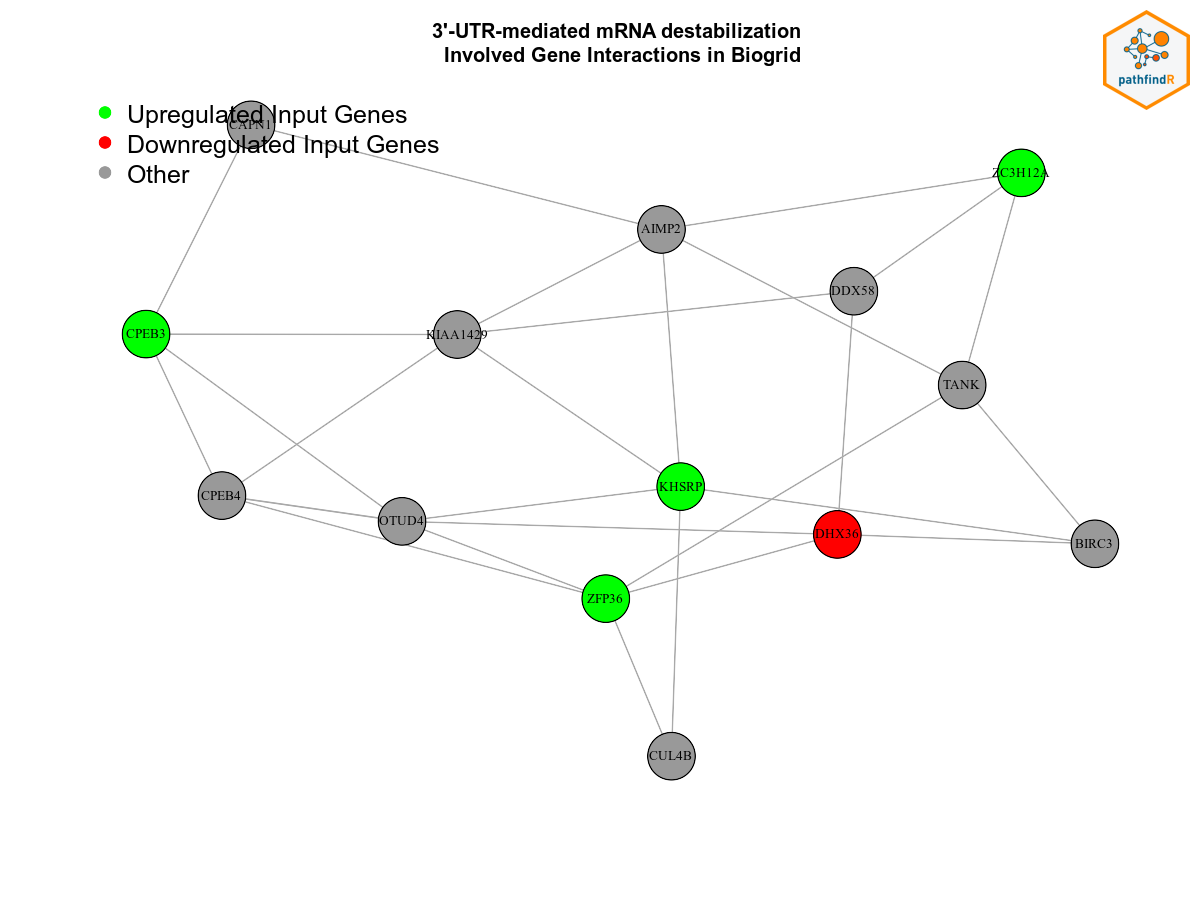 3'-UTR-mediated mRNA destabilization
Involved Gene Interactions in Biogrid
pathfindR
Upregulated Input Genes
Downregulated Input Genes
Other
CAPN1
ZC3H12A
AIMP2
DDX58
CPEB3
KIAA1429
TANK
KHSRP
CPEB4
OTUD4
DHX36
BIRC3
ZFP36
CUL4B